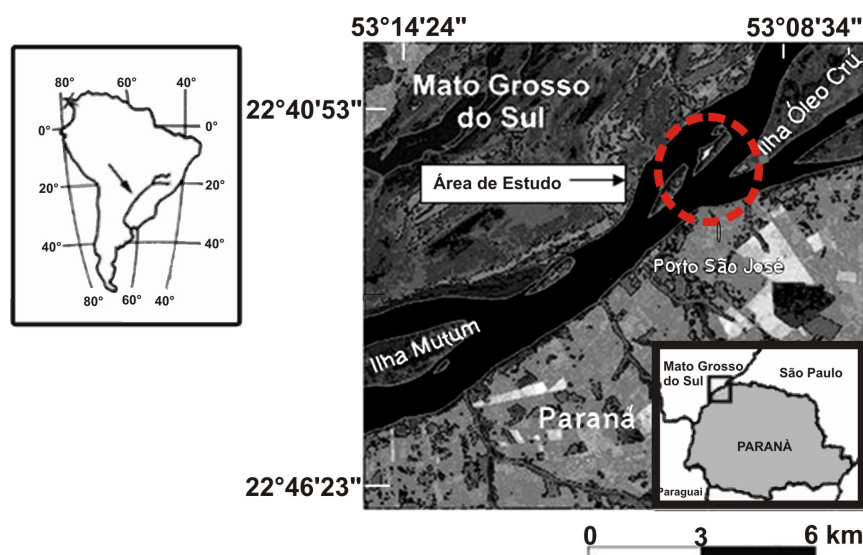 53°14'24"
53°08'34"
22°40'53"
22°46'23"
80°
60°
40°
0°
0°
20°
20°
40°
40°
80°
60°
40°
Mato Grosso
do Sul
Ilha Óleo Crú
Área de Estudo
Porto São José
Ilha Mutum
Paraná
Mato Grosso
do Sul
São Paulo
PARANÀ
Paraguai
0
3
6 km